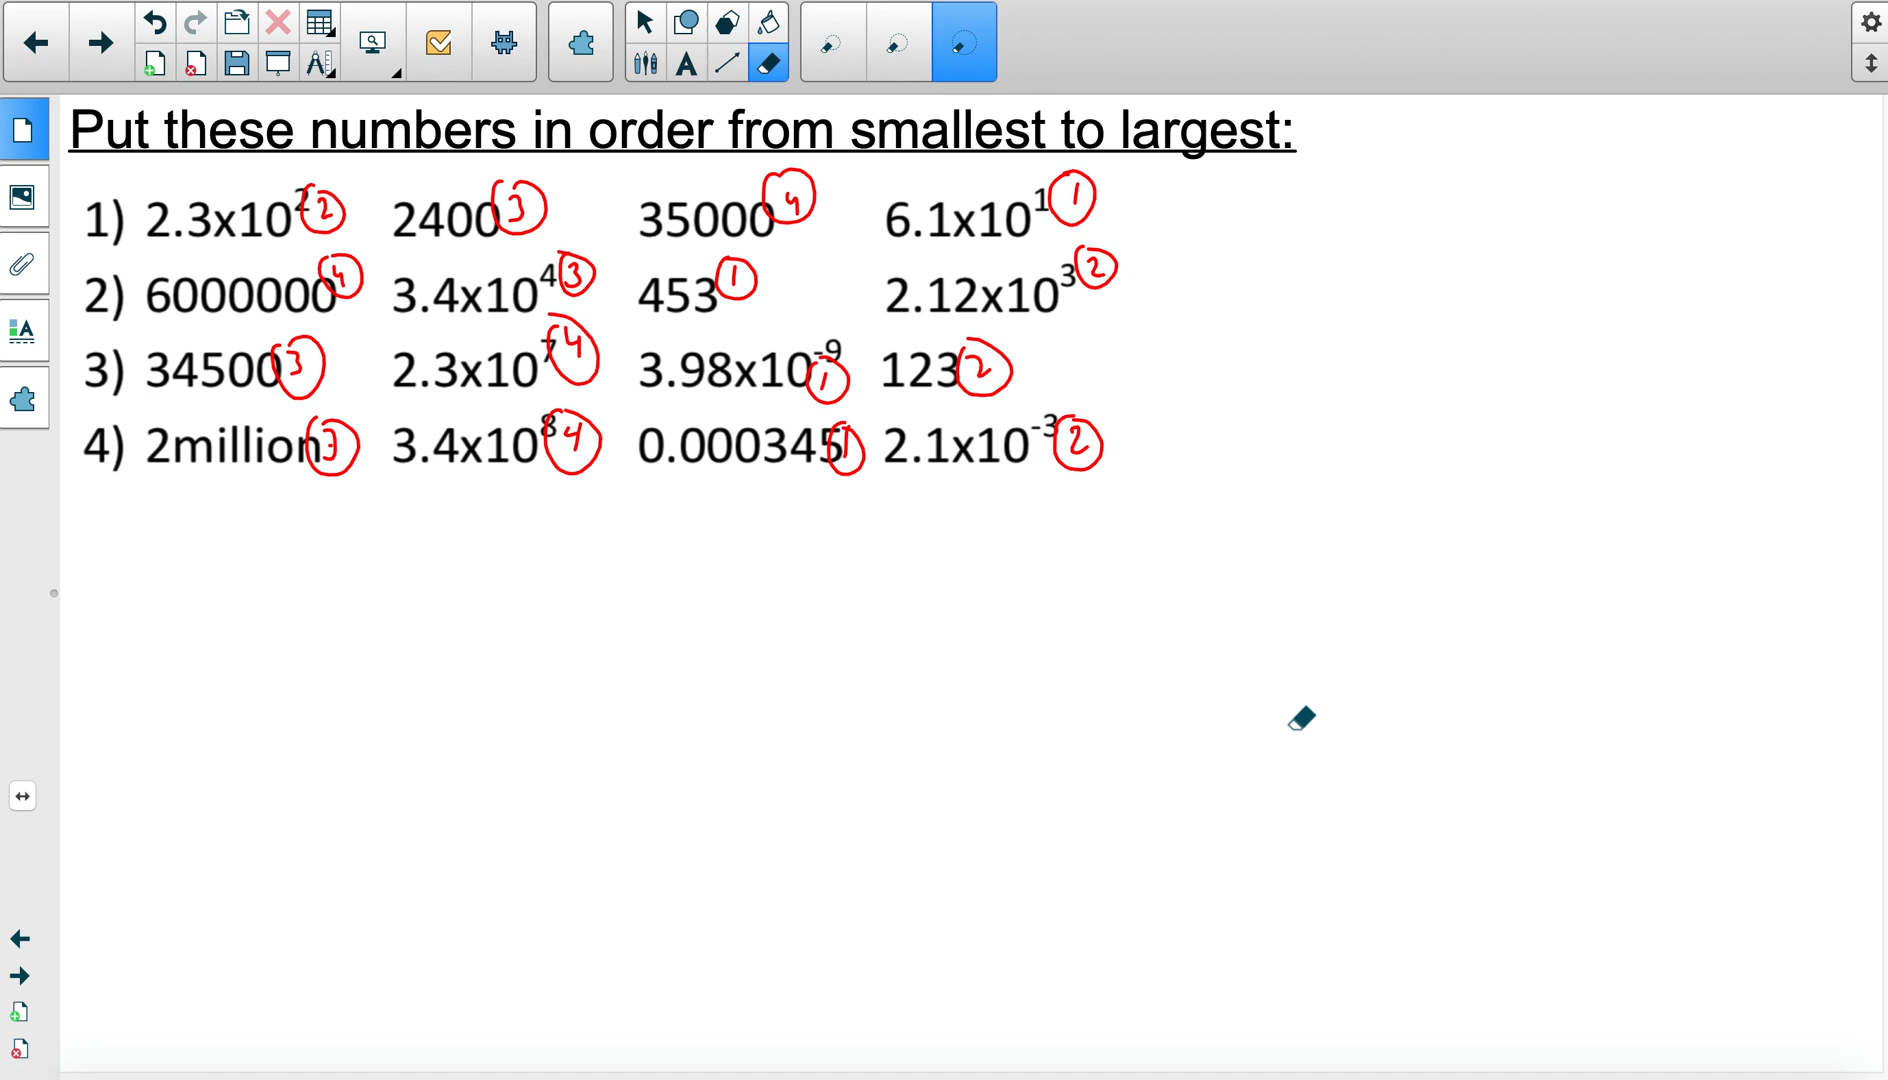 Put these numbers in order from smallest to largest:
1) 2.3x10² ② 2400 ③ 35000 ④ 6.1x10¹ ①
2) 6000000 ④ 3.4x10⁴ ③ 453 ① 2.12x10³ ②
3) 34500 ③ 2.3x10⁷ ④ 3.98x10⁻⁹ ① 123 ②
4) 2million ③ 3.4x10⁸ ④ 0.000345 ① 2.1x10⁻³ ②